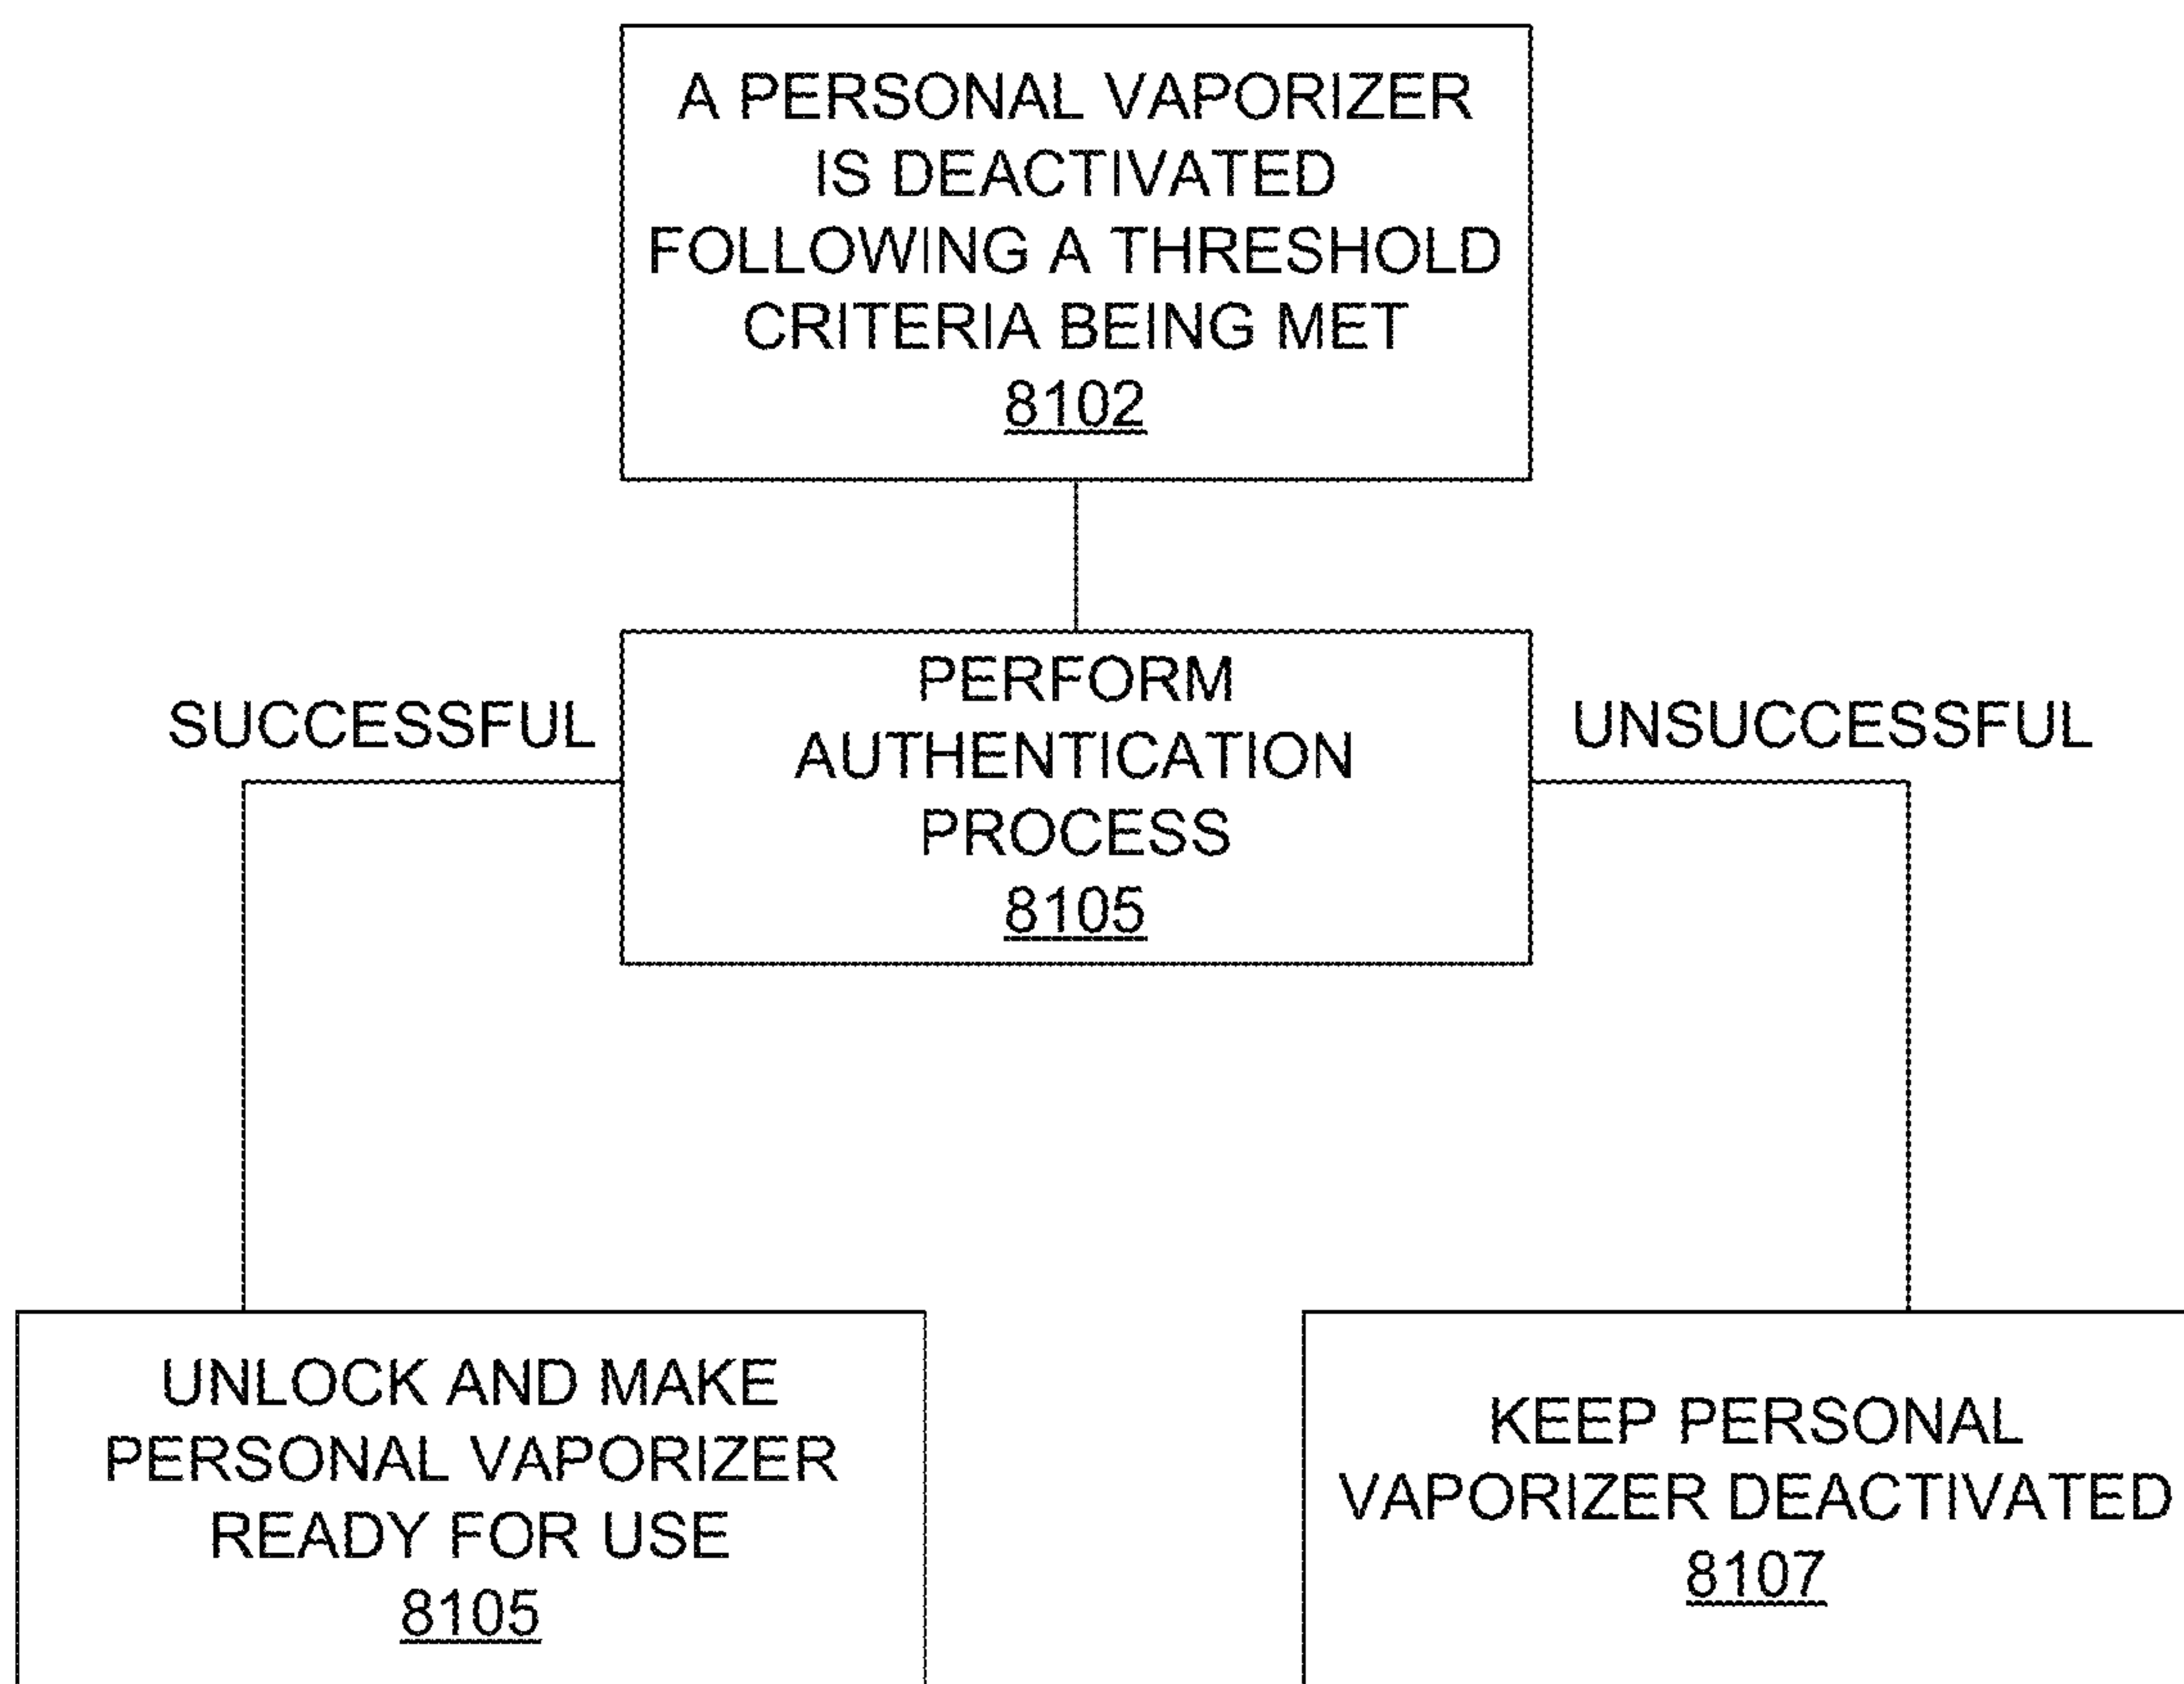 A PERSONAL VAPORIZER
IS DEACTIVATED
FOLLOWING A THRESHOLD
CRITERIA BEING MET
8102
SUCCESSFUL
PERFORM
AUTHENTICATION
PROCESS
8105
UNSUCCESSFUL
UNLOCK AND MAKE
PERSONAL VAPORIZER
READY FOR USE
8105
KEEP PERSONAL
VAPORIZER DEACTIVATED
8107